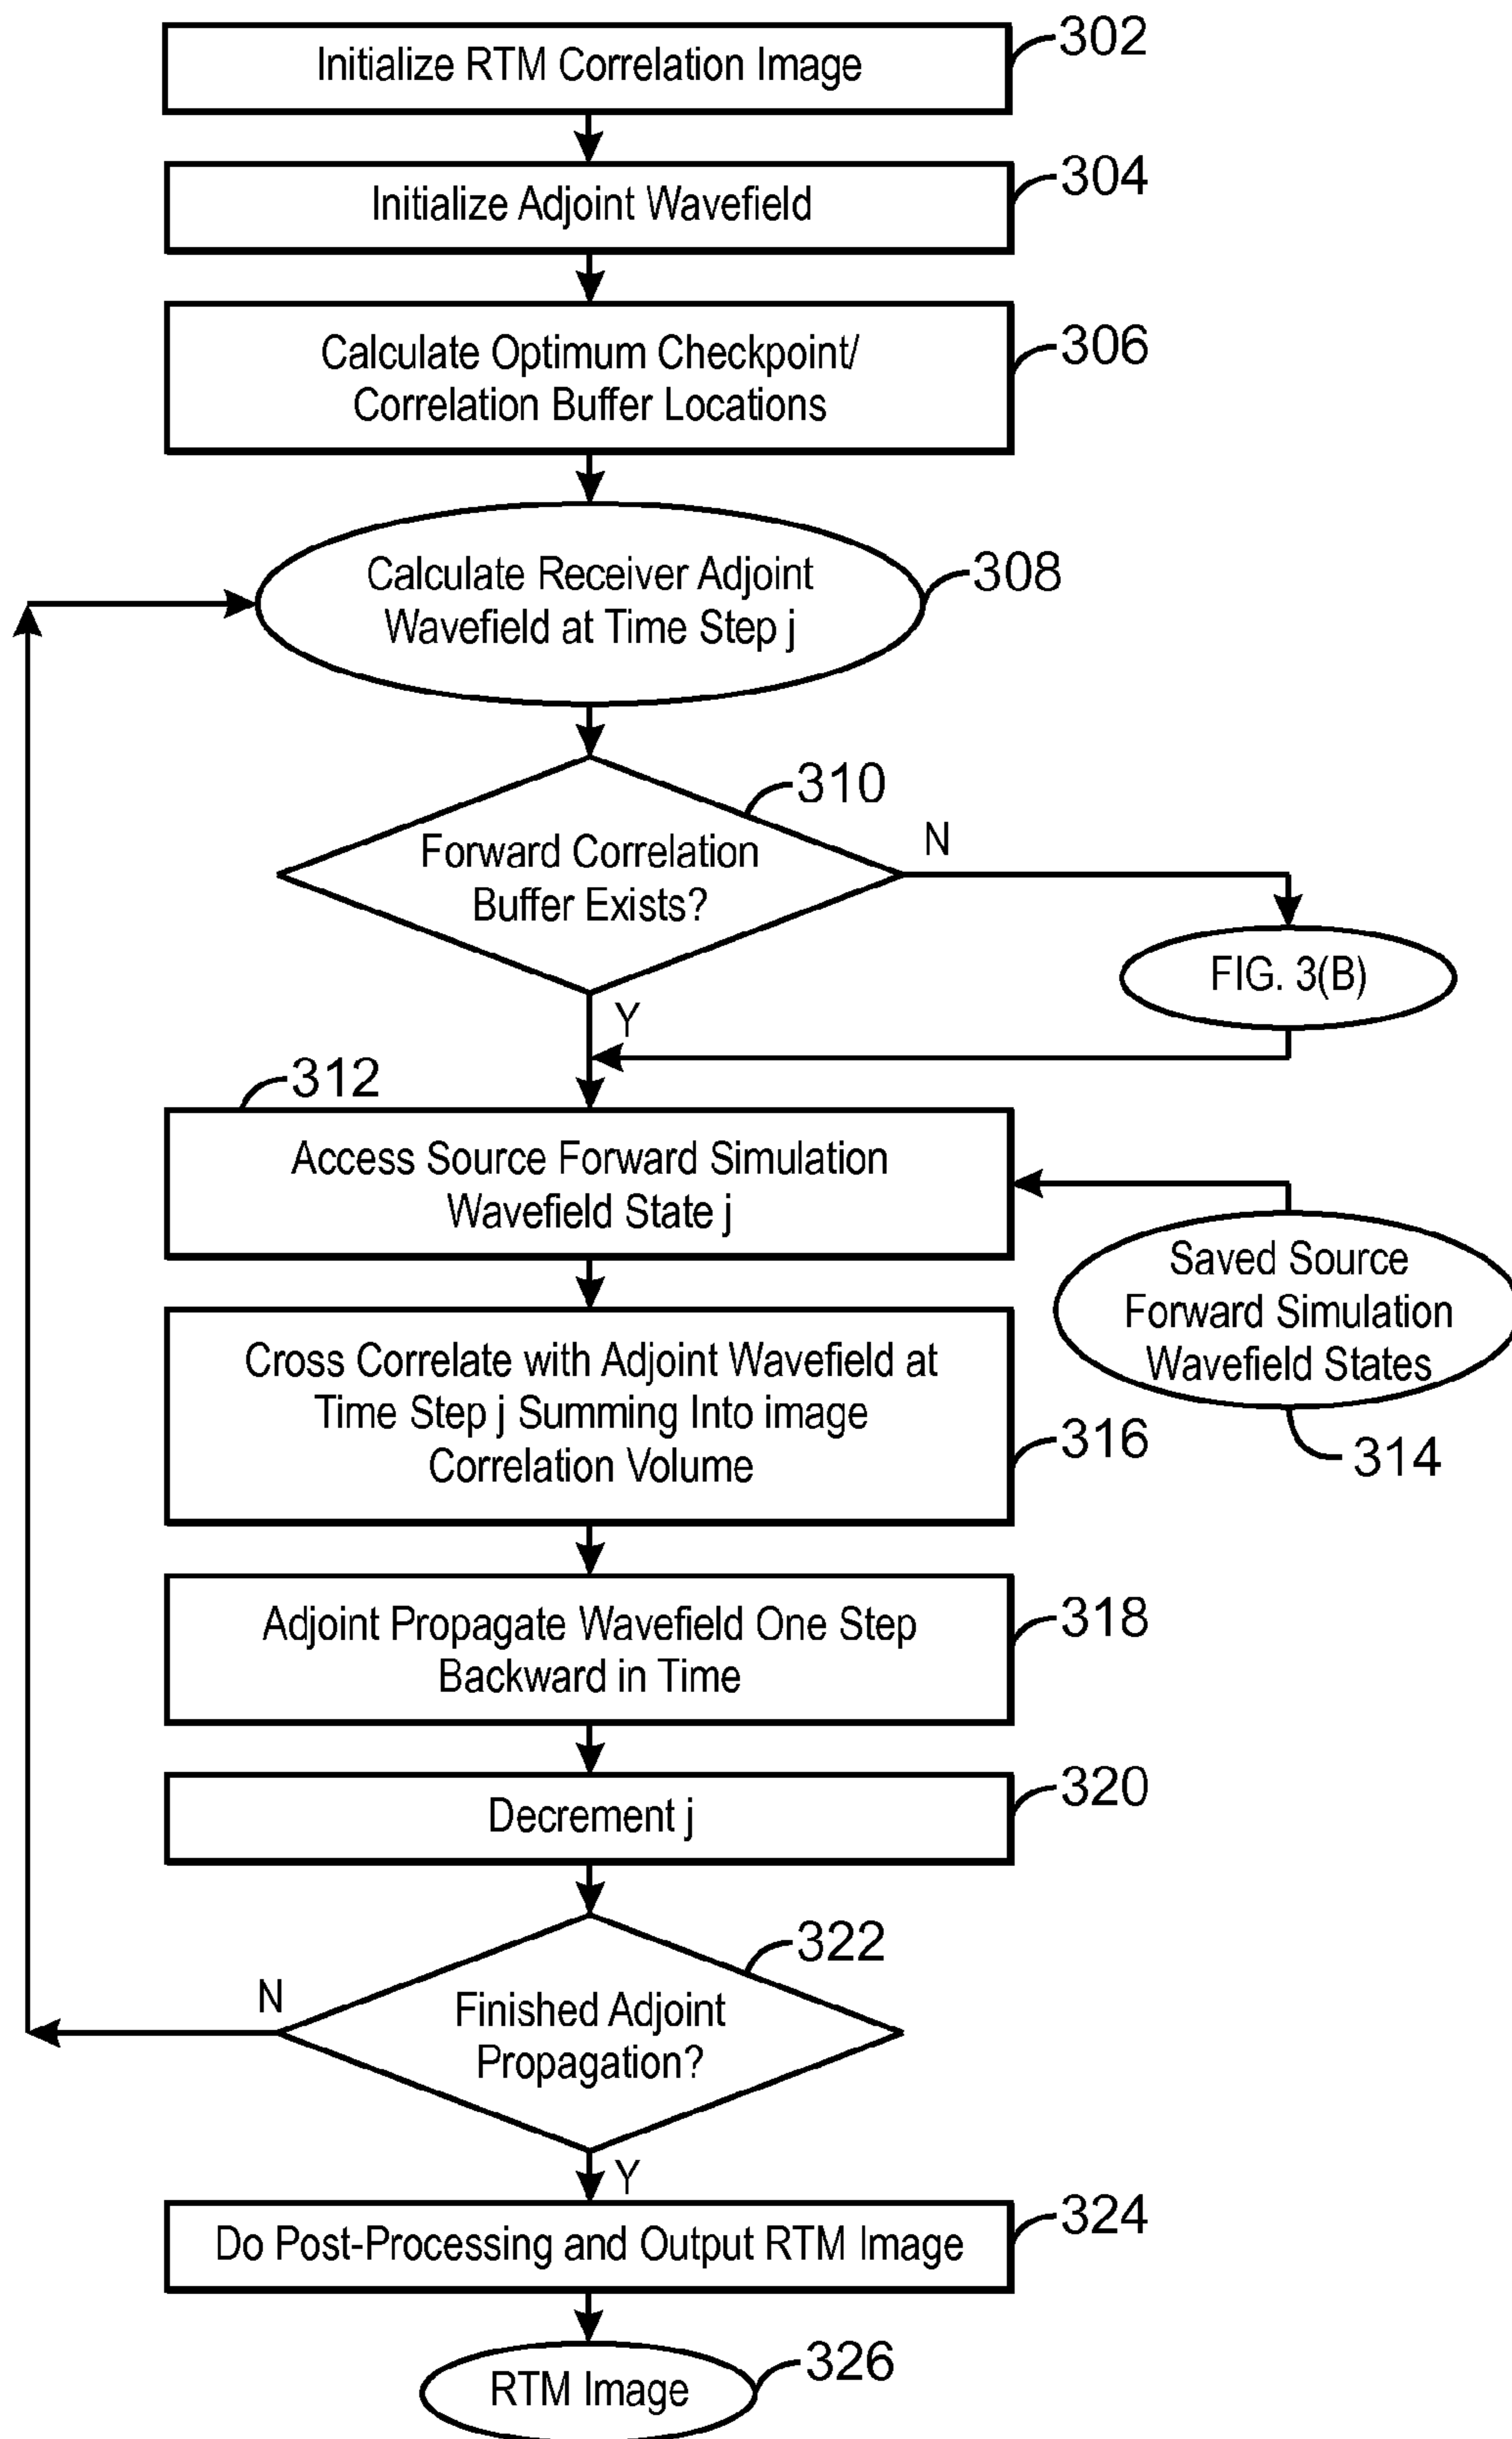 Initialize RTM Correlation Image
302
Initialize Adjoint Wavefield
304
Calculate Optimum Checkpoint/
Correlation Buffer Locations
306
Calculate Receiver Adjoint
Wavefield at Time Step j
308
310
Forward Correlation
Buffer Exists?
N
FIG. 3(B)
Y
312
Access Source Forward Simulation
Wavefield State j
Saved Source
Forward Simulation
Wavefield States
314
Cross Correlate with Adjoint Wavefield at
Time Step j Summing Into image
Correlation Volume
316
Adjoint Propagate Wavefield One Step
Backward in Time
318
Decrement j
320
322
Finished Adjoint
Propagation?
N
Y
Do Post-Processing and Output RTM Image
324
RTM Image
326